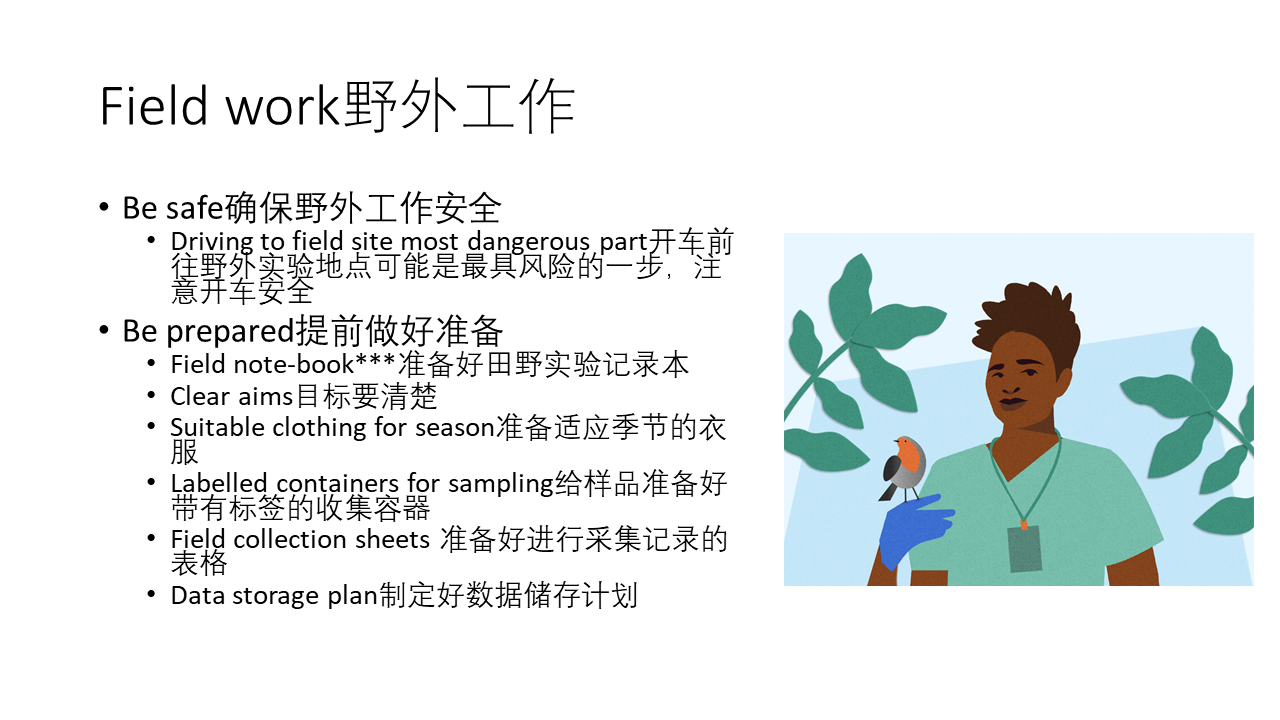 Field work野外工作
• Be safe确保野外工作安全
• Driving to field site most dangerous part开车前
往野外实验地点可能是最具风险的一步，注
意开车安全
• Be prepared提前做好准备
• Field note-book***准备好田野实验记录本
• Clear aims目标要清楚
• Suitable clothing for season准备适应季节的衣
服
• Labelled containers for sampling给样品准备好
带有标签的收集容器
• Field collection sheets 准备好进行采集记录的
表格
• Data storage plan制定好数据储存计划